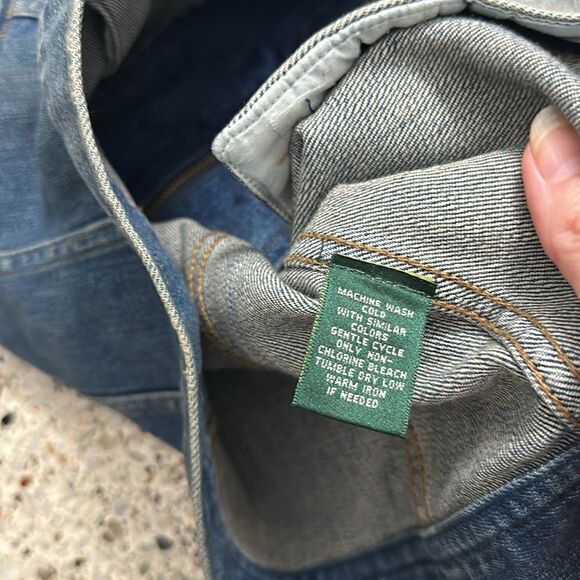 MACHINE WASH
COLD
WITH SIMILAR
COLORS
GENTLE CYCLE
ONLY NON-
CHLORINE BLEACH
TUMBLE DRY LOW
WARM IRON
IF NEEDED